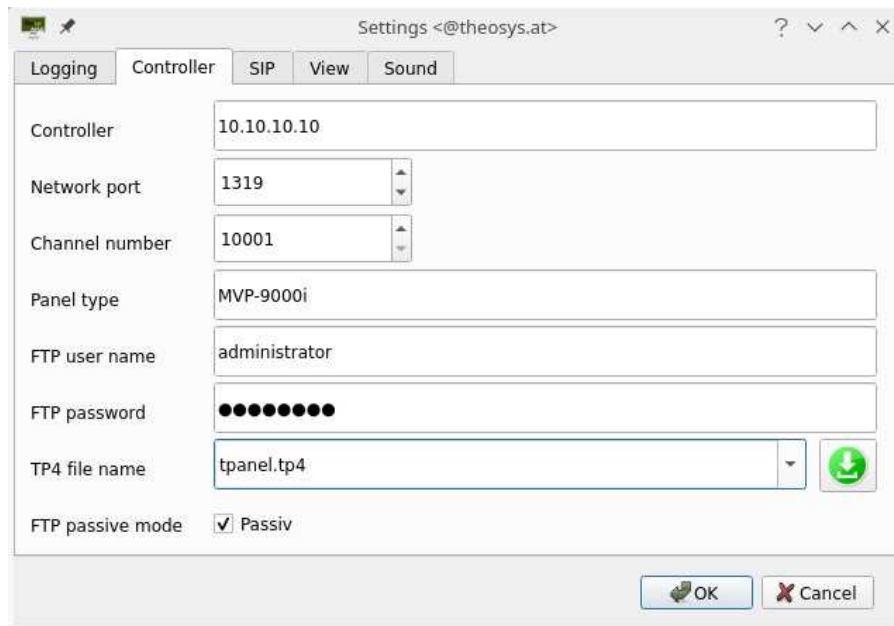 Settings <@theosys.at>
Logging Controller SIP View Sound
Controller 10.10.10.10
Network port 1319
Channel number 10001
Panel type MVP-9000i
FTP user name administrator
FTP password ●●●●●●●●
TP4 file name tpanel.tp4
FTP passive mode Passiv
OK Cancel